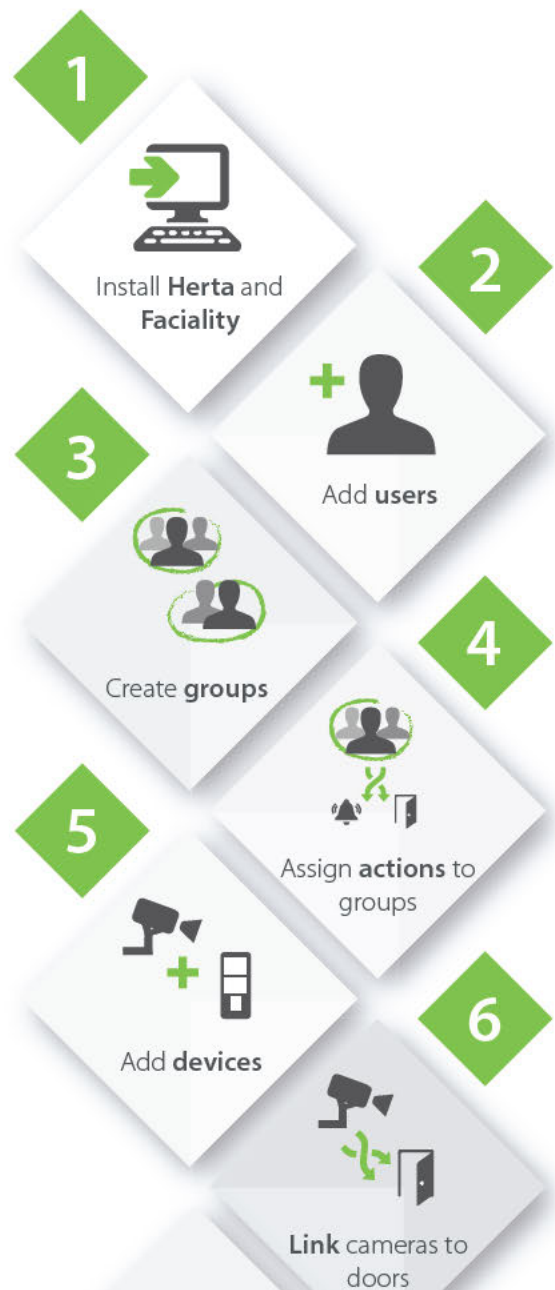 1
Install Herta and
Faciality
2
Add users
3
Create groups
4
Assign actions to
groups
5
Add devices
6
Link cameras to
doors